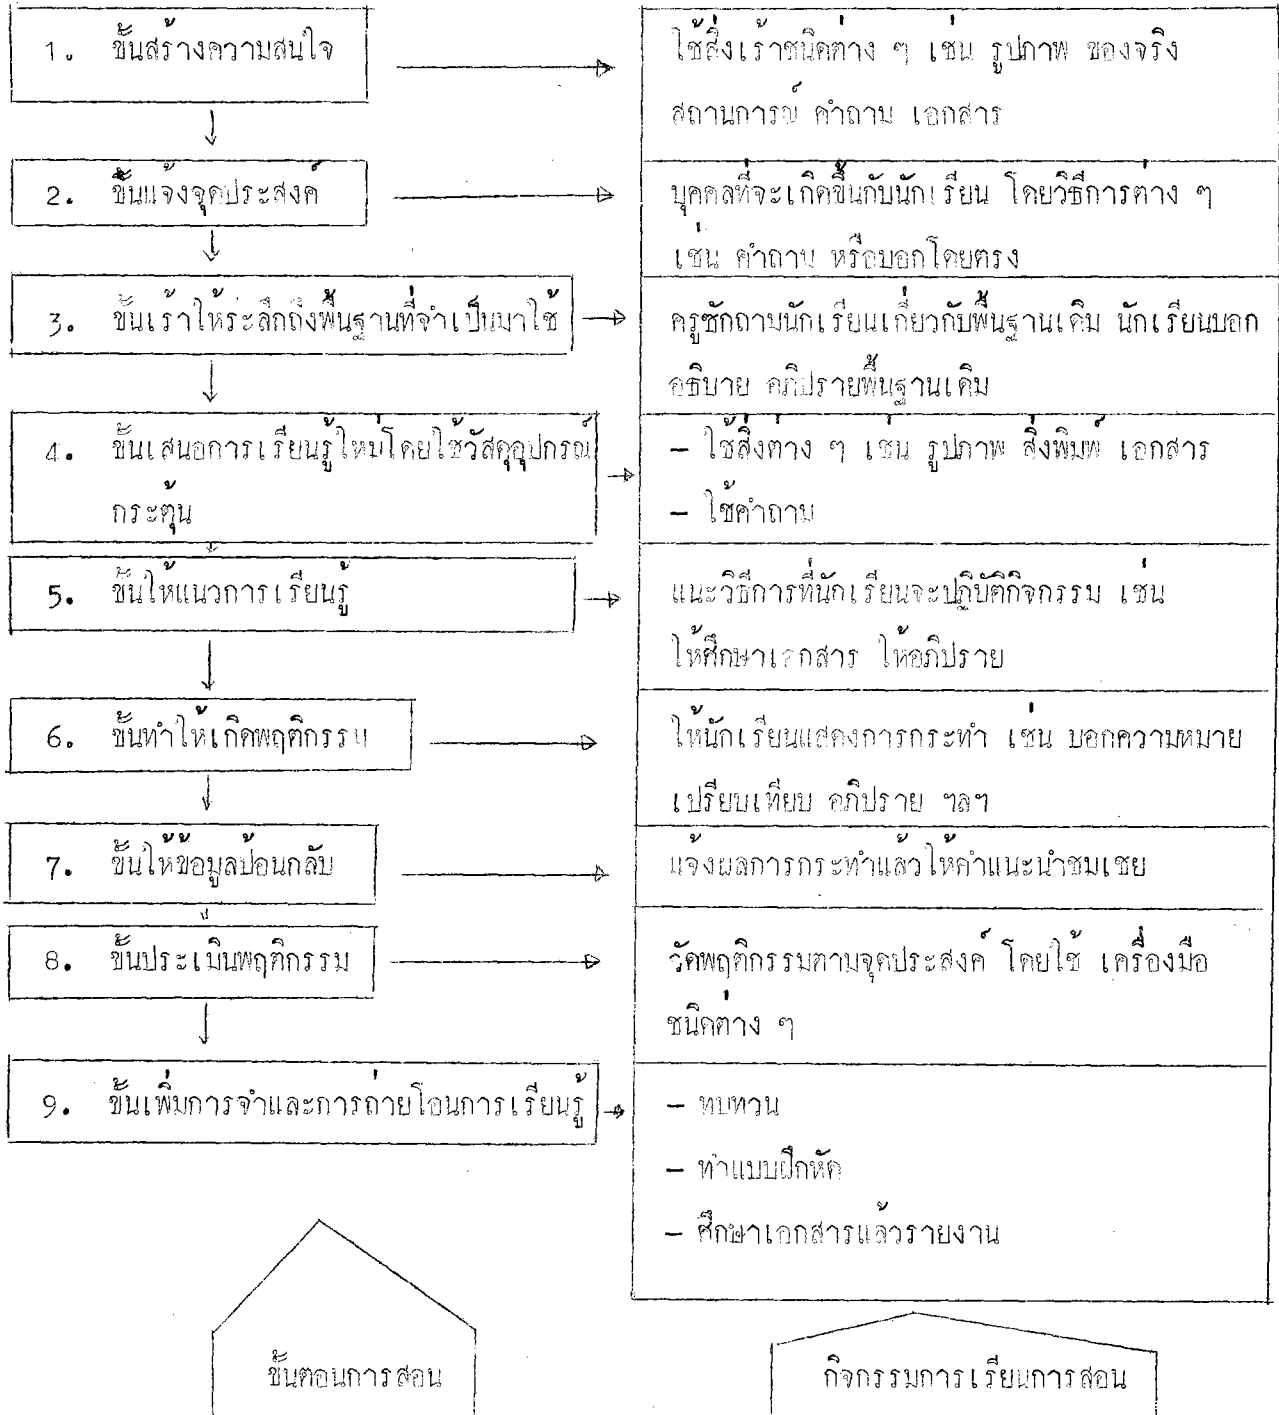 1. ขั้นสร้างความสนใจ
ใช้สิ่งเร้าชนิดต่าง ๆ เช่น รูปภาพ ของจริง
สถานการณ์ คำถาม เอกสาร
2. ขั้นแจ้งจุดประสงค์
บุคคลที่จะเกิดขึ้นกับนักเรียน โดยวิธีการต่าง ๆ
เช่น คำถาม หรือบอกโดยตรง
3. ขั้นเร้าให้ระลึกถึงพื้นฐานที่จำเป็นมาใช้
ครูซักถามนักเรียนเกี่ยวกับพื้นฐานเดิม นักเรียนบอก
อธิบาย อภิปรายพื้นฐานเดิม
4. ขั้นเสนอการเรียนรู้ใหม่โดยใช้วัสดุอุปกรณ์
กระตุ้น
– ใช้สิ่งต่าง ๆ เช่น รูปภาพ สิ่งพิมพ์ เอกสาร
– ใช้คำถาม
5. ขั้นให้แนวการเรียนรู้
แนะวิธีการที่นักเรียนจะปฏิบัติกิจกรรม เช่น
ให้ศึกษาเอกสาร ให้อภิปราย
6. ขั้นทำให้เกิดพฤติกรรม
ให้นักเรียนแสดงการกระทำ เช่น บอกความหมาย
เปรียบเทียบ อภิปราย ฯลฯ
7. ขั้นให้ข้อมูลป้อนกลับ
แจ้งผลการกระทำแล้วให้คำแนะนำชมเชย
8. ขั้นประเมินพฤติกรรม
วัดพฤติกรรมตามจุดประสงค์ โดยใช้ เครื่องมือ
ชนิดต่าง ๆ
9. ขั้นเพิ่มการจำและการถ่ายโอนการเรียนรู้
– ทบทวน
– ทำแบบฝึกหัด
– ศึกษาเอกสารแล้วรายงาน
ขั้นตอนการสอน
กิจกรรมการเรียนการสอน